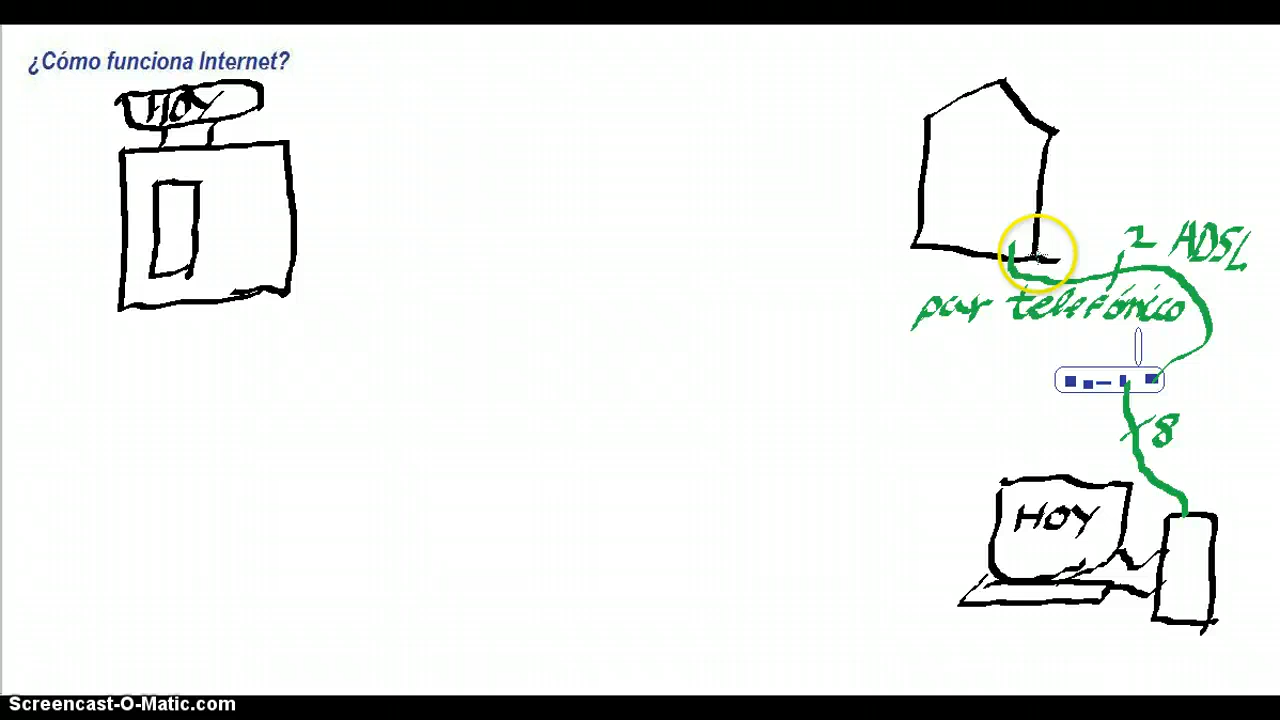 ¿Cómo funciona Internet?
HOY
2 ADSL
par telefónico
8
HOY
Screencast-O-Matic.com